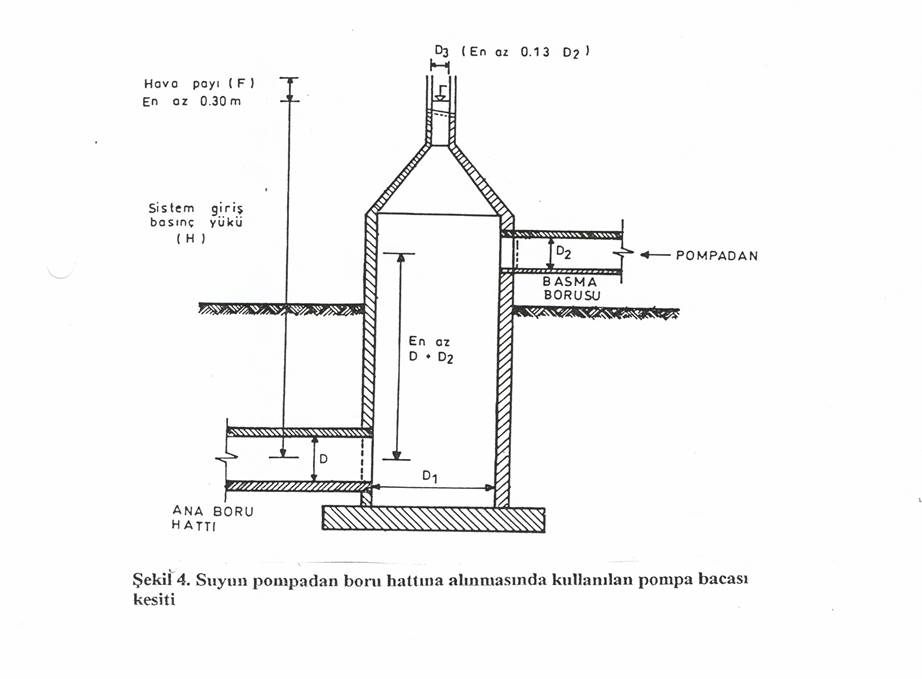 D3 (En az 0.13 D2)
Hava payı (F)
En az 0.30 m
Sistem giriş
basınç yükü
(H)
D2
POMPADAN
BASMA
BORUSU
En az
D + D2
D
D1
ANA BORU
HATTI
Şekil 4. Suyun pompadan boru hattına alınmasında kullanılan pompa bacası
kesiti